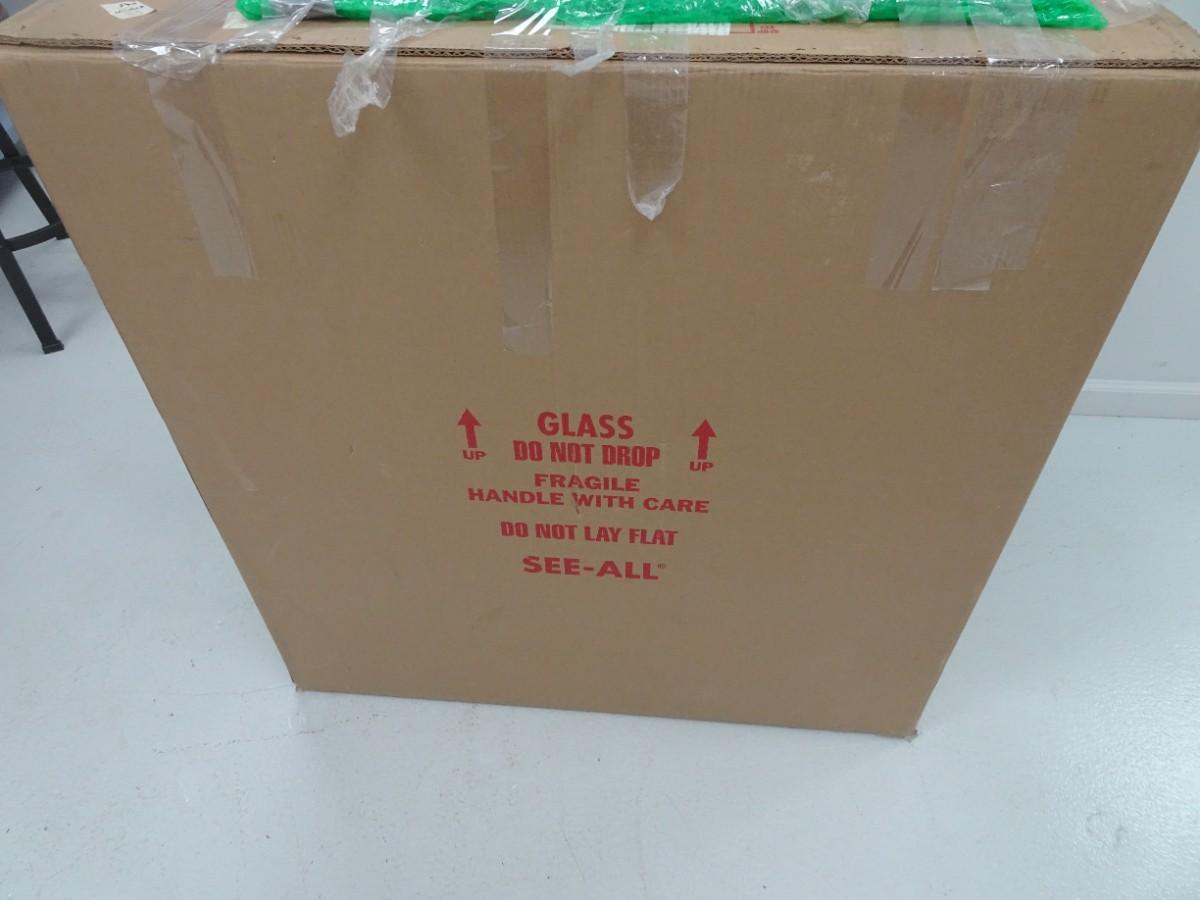 GLASS
DO NOT DROP
UP
UP
FRAGILE
HANDLE WITH CARE
DO NOT LAY FLAT
SEE-ALL®